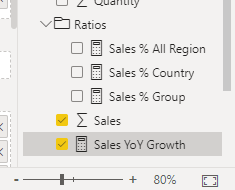 Quantity
Ratios
Sales % All Region
Sales % Country
Sales % Group
Sales
Sales YoY Growth
80%